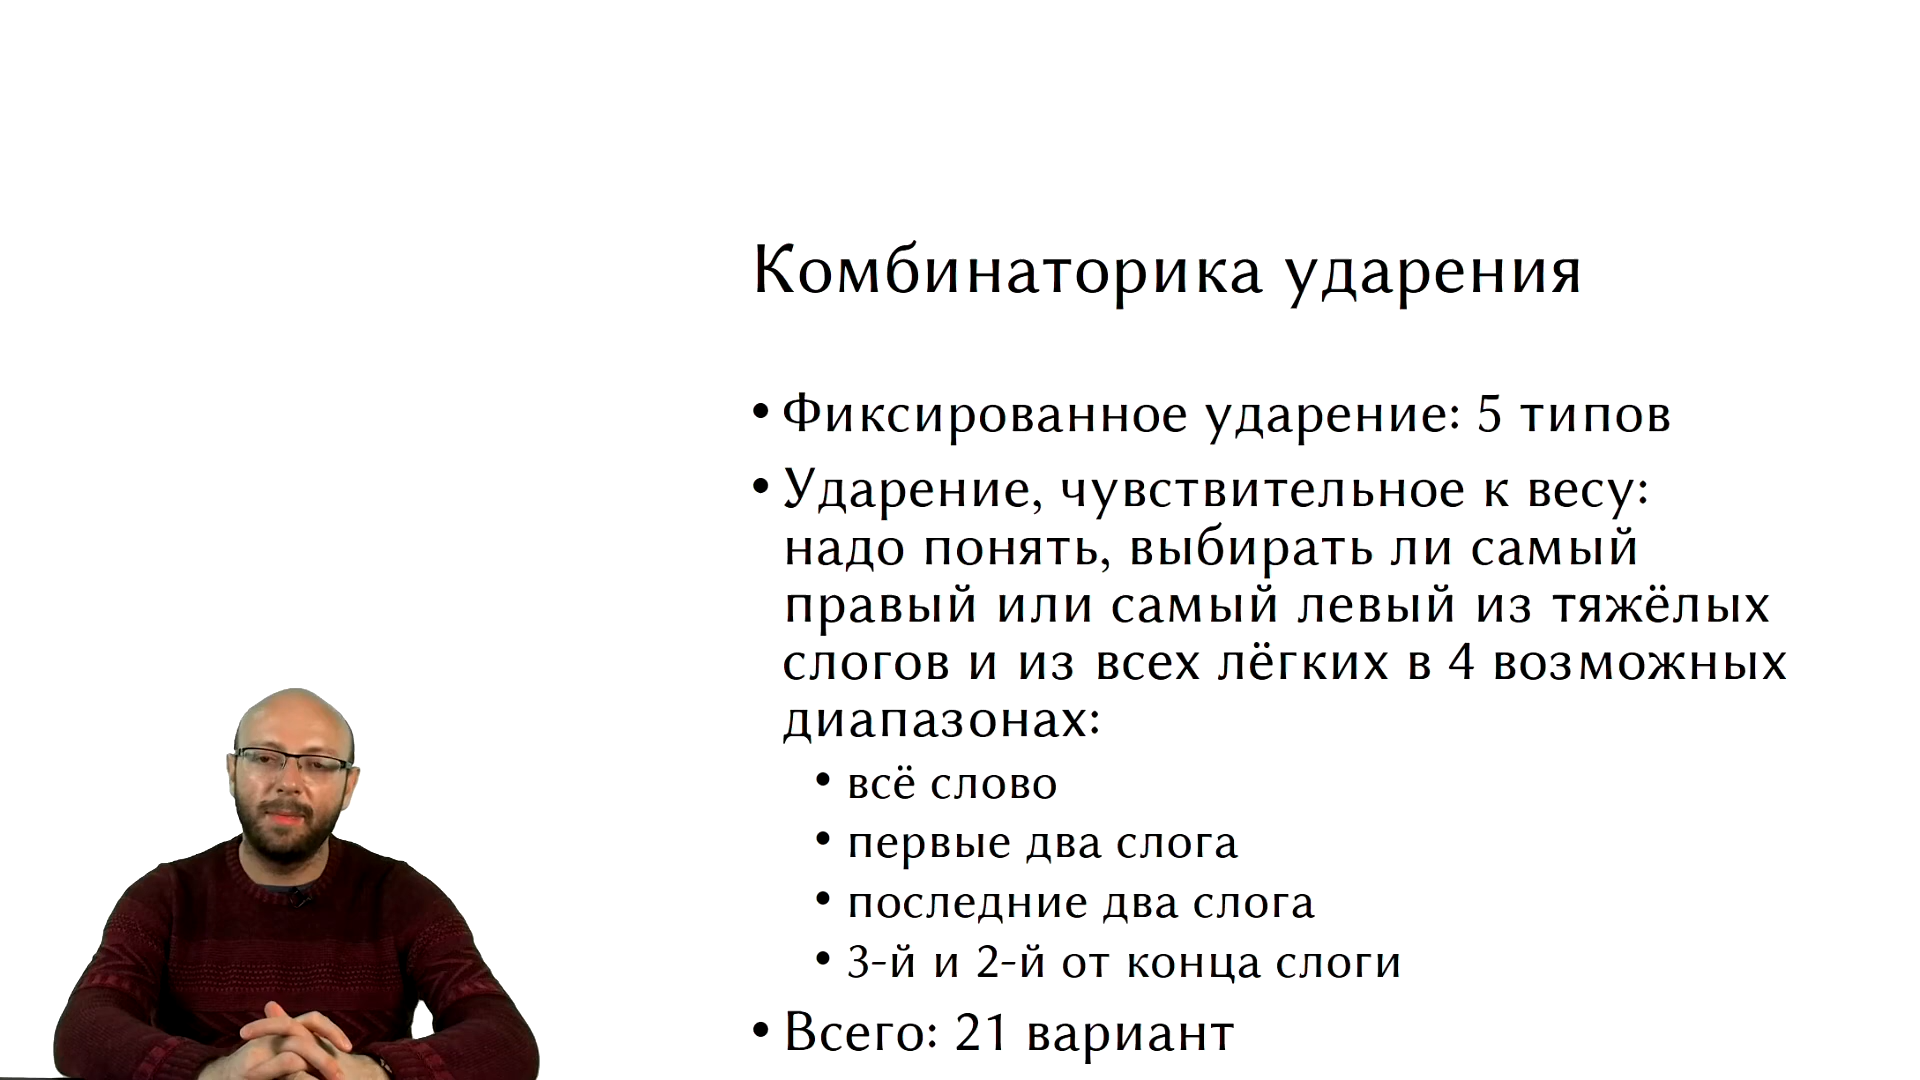 Комбинаторика ударения
• Фиксированное ударение: 5 типов
• Ударение, чувствительное к весу:
надо понять, выбирать ли самый
правый или самый левый из тяжёлых
слогов и из всех лёгких в 4 возможных
диапазонах:
• всё слово
• первые два слога
• последние два слога
• 3-й и 2-й от конца слоги
• Всего: 21 вариант